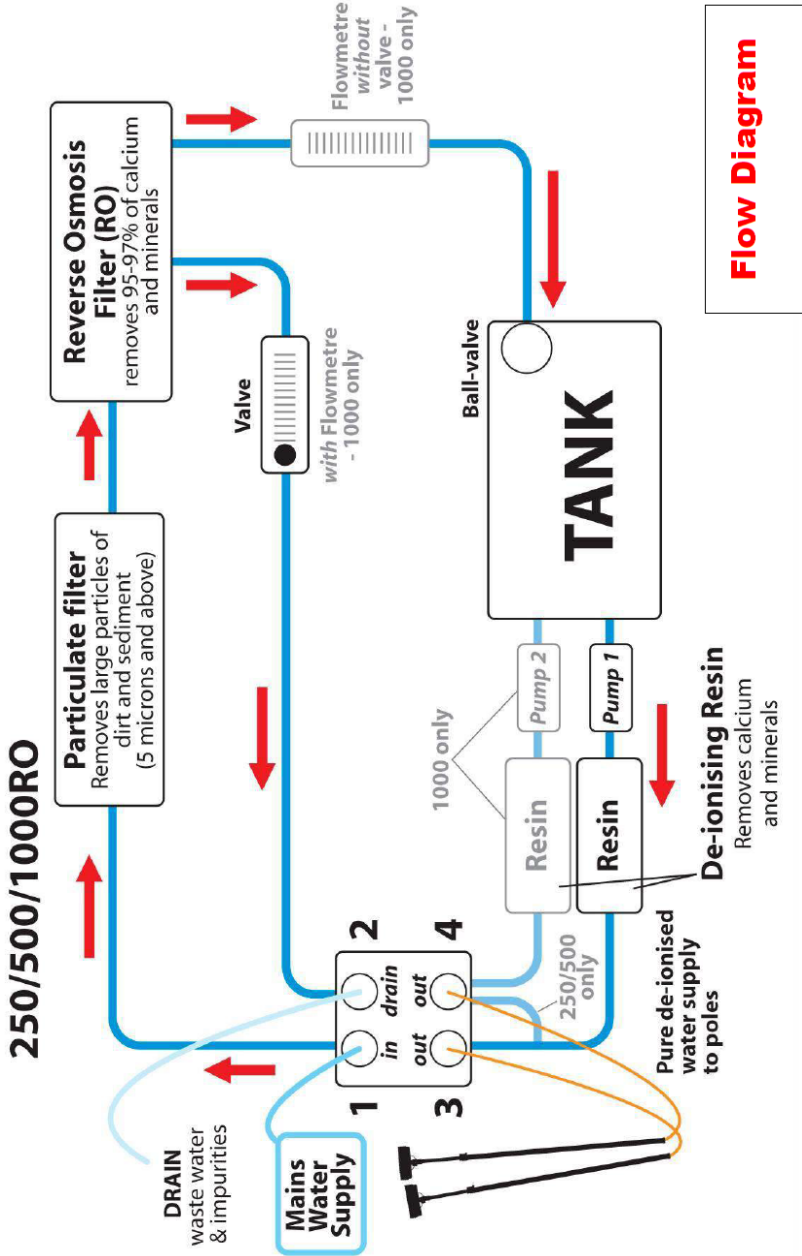 250/500/1000RO
Particulate filter
Removes large particles of
dirt and sediment
(5 microns and above)
Reverse Osmosis
Filter (RO)
removes 95-97% of calcium
and minerals
DRAIN
waste water
& impurities
Mains
Water
Supply
1
2
in
drain
out
out
3
4
Valve
with Flowmetre
- 1000 only
Flowmetre
without
valve -
1000 only
1000 only
250/500
only
Resin
Pump 2
Resin
Pump 1
Ball-valve
TANK
De-ionising Resin
Removes calcium
and minerals
Pure de-ionised
water supply
to poles
Flow Diagram